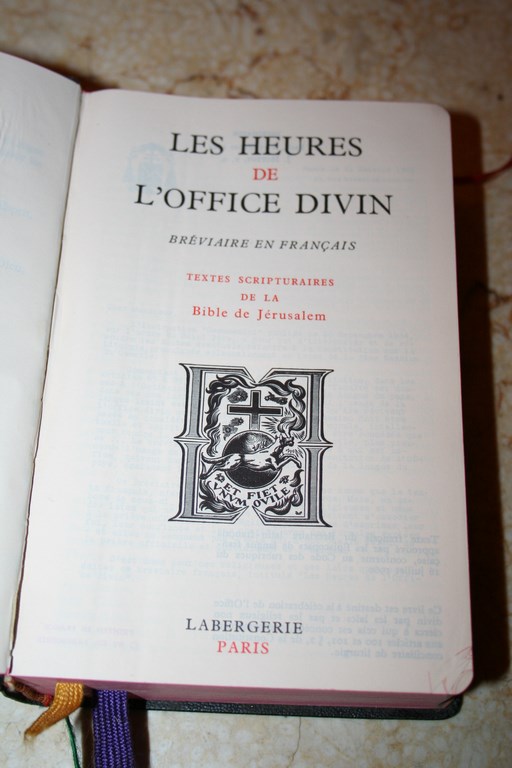 LES HEURES
DE
L'OFFICE DIVIN
BRÉVIAIRE EN FRANÇAIS
TEXTES SCRIPTURAIRES
DE LA
Bible de Jérusalem
ET FIET
VNVM OVILE
LABERGERIE
PARIS